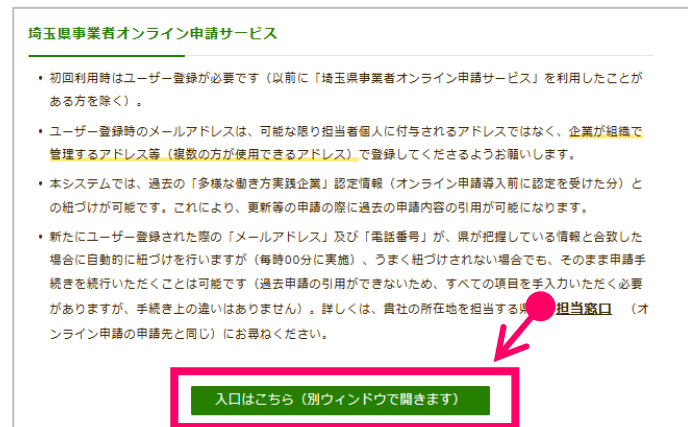 埼玉県事業者オンライン申請サービス
• 初回利用時はユーザー登録が必要です（以前に「埼玉県事業者オンライン申請サービス」を利用したことが
ある方を除く）。
• ユーザー登録時のメールアドレスは、可能な限り担当者個人に付与されるアドレスではなく、企業が組織で
管理するアドレス等（複数の方が使用できるアドレス）で登録してくださるようお願いします。
• 本システムでは、過去の「多様な働き方実践企業」認定情報（オンライン申請導入前に認定を受けた分）と
の紐づけが可能です。これにより、更新等の申請の際に過去の申請内容の引用が可能になります。
• 新たにユーザー登録された際の「メールアドレス」及び「電話番号」が、県が把握している情報と合致した
場合に自動的に紐づけを行いますが（毎時00分に実施）、うまく紐づけされない場合でも、そのまま申請手
続きを続行いただくことは可能です（過去申請の引用ができないため、すべての項目を手入力いただく必要
がありますが、手続き上の違いはありません）。詳しくは、貴社の所在地を担当する県 担当窓口 （オ
ンライン申請の申請先と同じ）にお尋ねください。
入口はこちら（別ウィンドウで開きます）